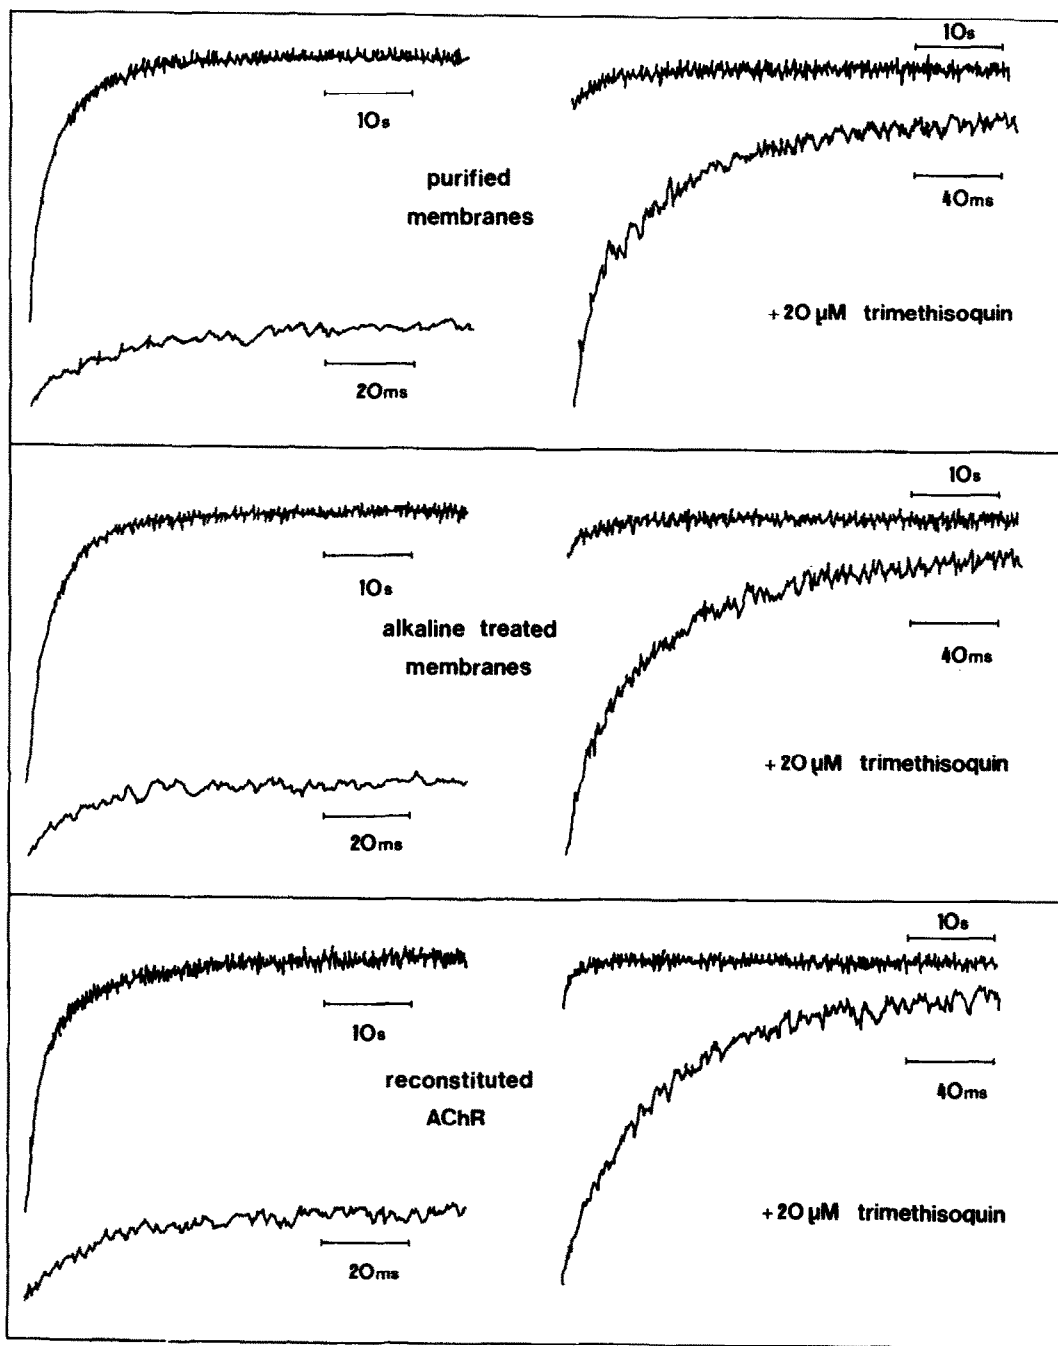 10s
10s
purified
membranes
40ms
+ 20 µM trimethisoquin
20ms
10s
10s
alkaline treated
membranes
40ms
+ 20 µM trimethisoquin
20ms
10s
10s
reconstituted
AChR
40ms
+ 20 µM trimethisoquin
20ms